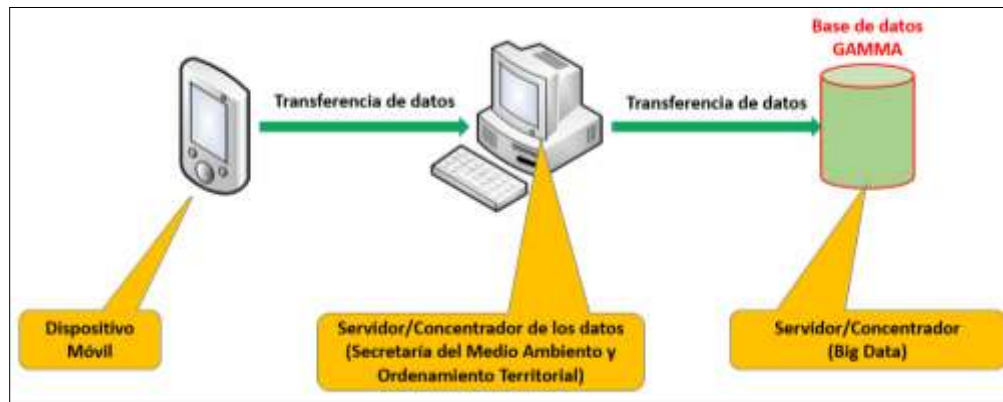 Base de datos
GAMMA
Transferencia de datos
Transferencia de datos
Dispositivo
Móvil
Servidor/Concentrador de los datos
(Secretaría del Medio Ambiente y
Ordenamiento Territorial)
Servidor/Concentrador
(Big Data)